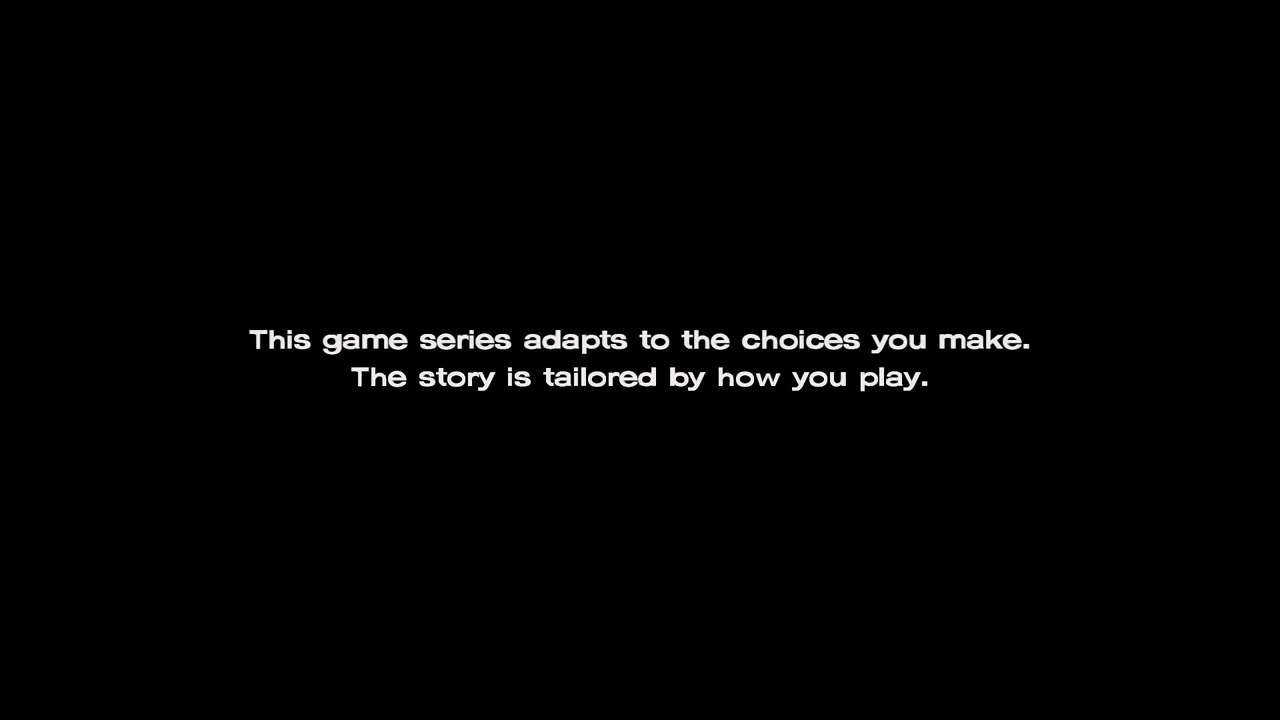 This game series adapts to the choices you make.
The story is tailored by how you play.